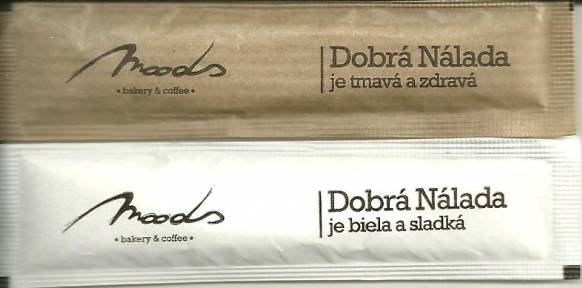 Moods
• bakery & coffee •
Dobrá Nálada
je tmavá a zdravá
Moods
• bakery & coffee •
Dobrá Nálada
je biela a sladká